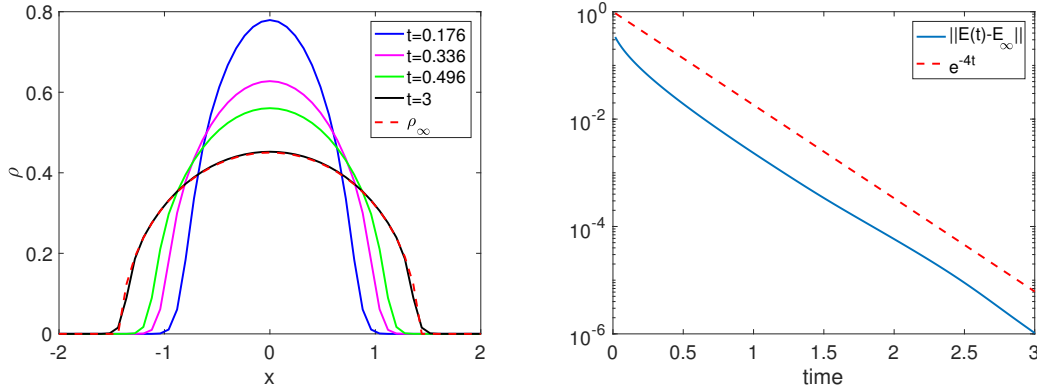 0.8
0.6
0.4
0.2
0
ρ
-2
-1
0
1
2
x
t=0.176
t=0.336
t=0.496
t=3
ρ∞
10^0
10^-2
10^-4
10^-6
0
0.5
1
1.5
2
2.5
3
time
||E(t)-E∞||
e^-4t